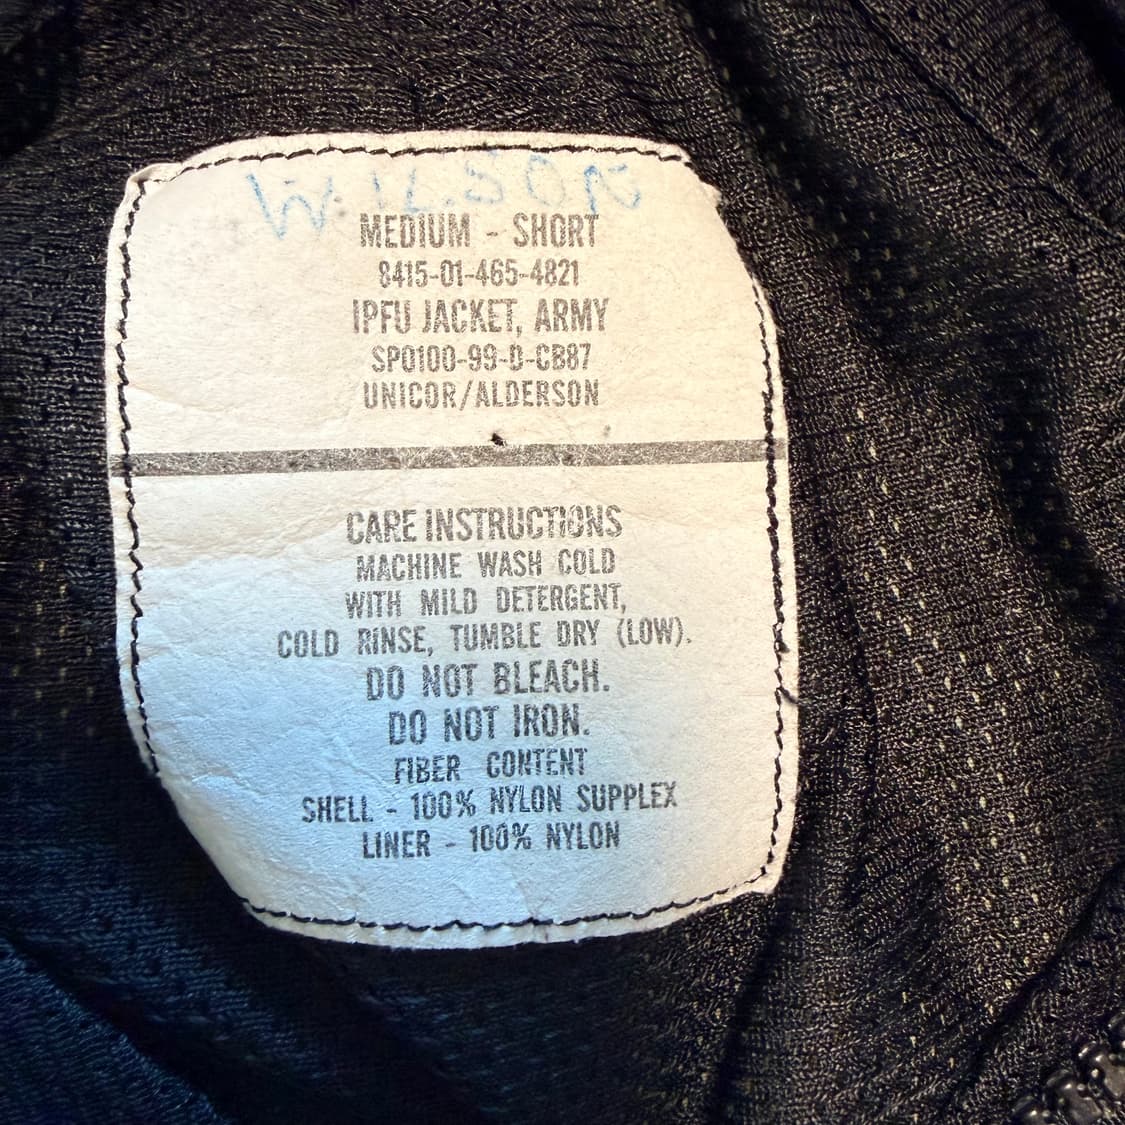 WILSON
MEDIUM - SHORT
8415-01-465-4821
IPFU JACKET, ARMY
SP0100-99-D-CB87
UNICOR/ALDERSON
CARE INSTRUCTIONS
MACHINE WASH COLD
WITH MILD DETERGENT,
COLD RINSE, TUMBLE DRY (LOW).
DO NOT BLEACH.
DO NOT IRON.
FIBER CONTENT
SHELL - 100% NYLON SUPPLEX
LINER - 100% NYLON